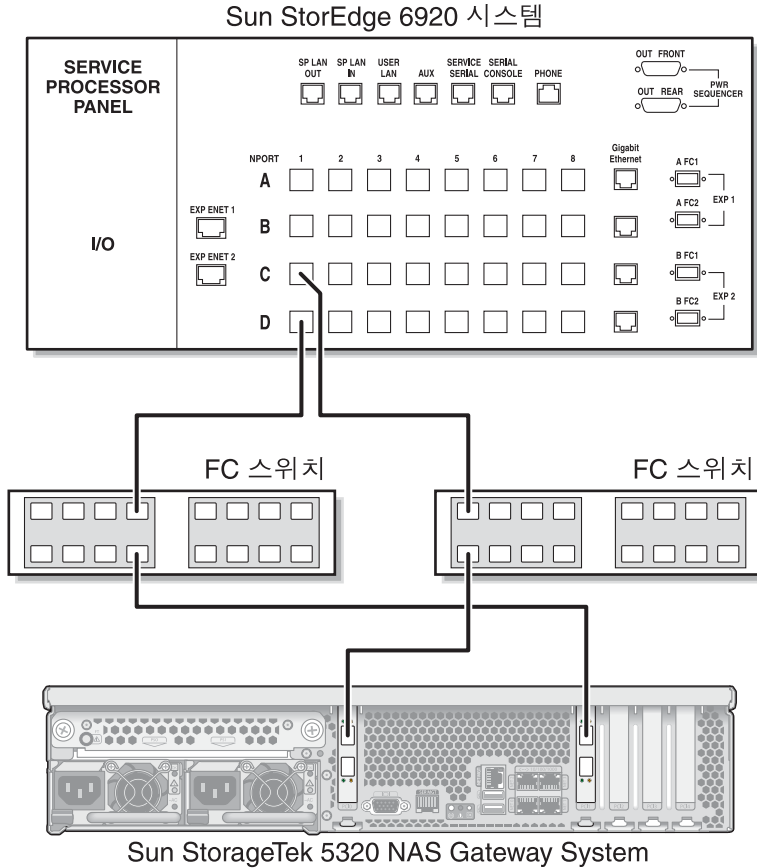 Sun StorEdge 6920 시스템
SERVICE
PROCESSOR
PANEL
SP LAN
OUT
SP LAN
IN
USER
LAN
AUX
SERVICE
SERIAL
SERIAL
CONSOLE
PHONE
OUT FRONT
OUT REAR
PWR
SEQUENCER
NPORT 1 2 3 4 5 6 7 8
Gigabit
Ethernet
A
A FC1
A FC2
EXP 1
EXP ENET 1
B
I/O
EXP ENET 2
C
B FC1
B FC2
EXP 2
D
FC 스위치
FC 스위치
Sun StorageTek 5320 NAS Gateway System